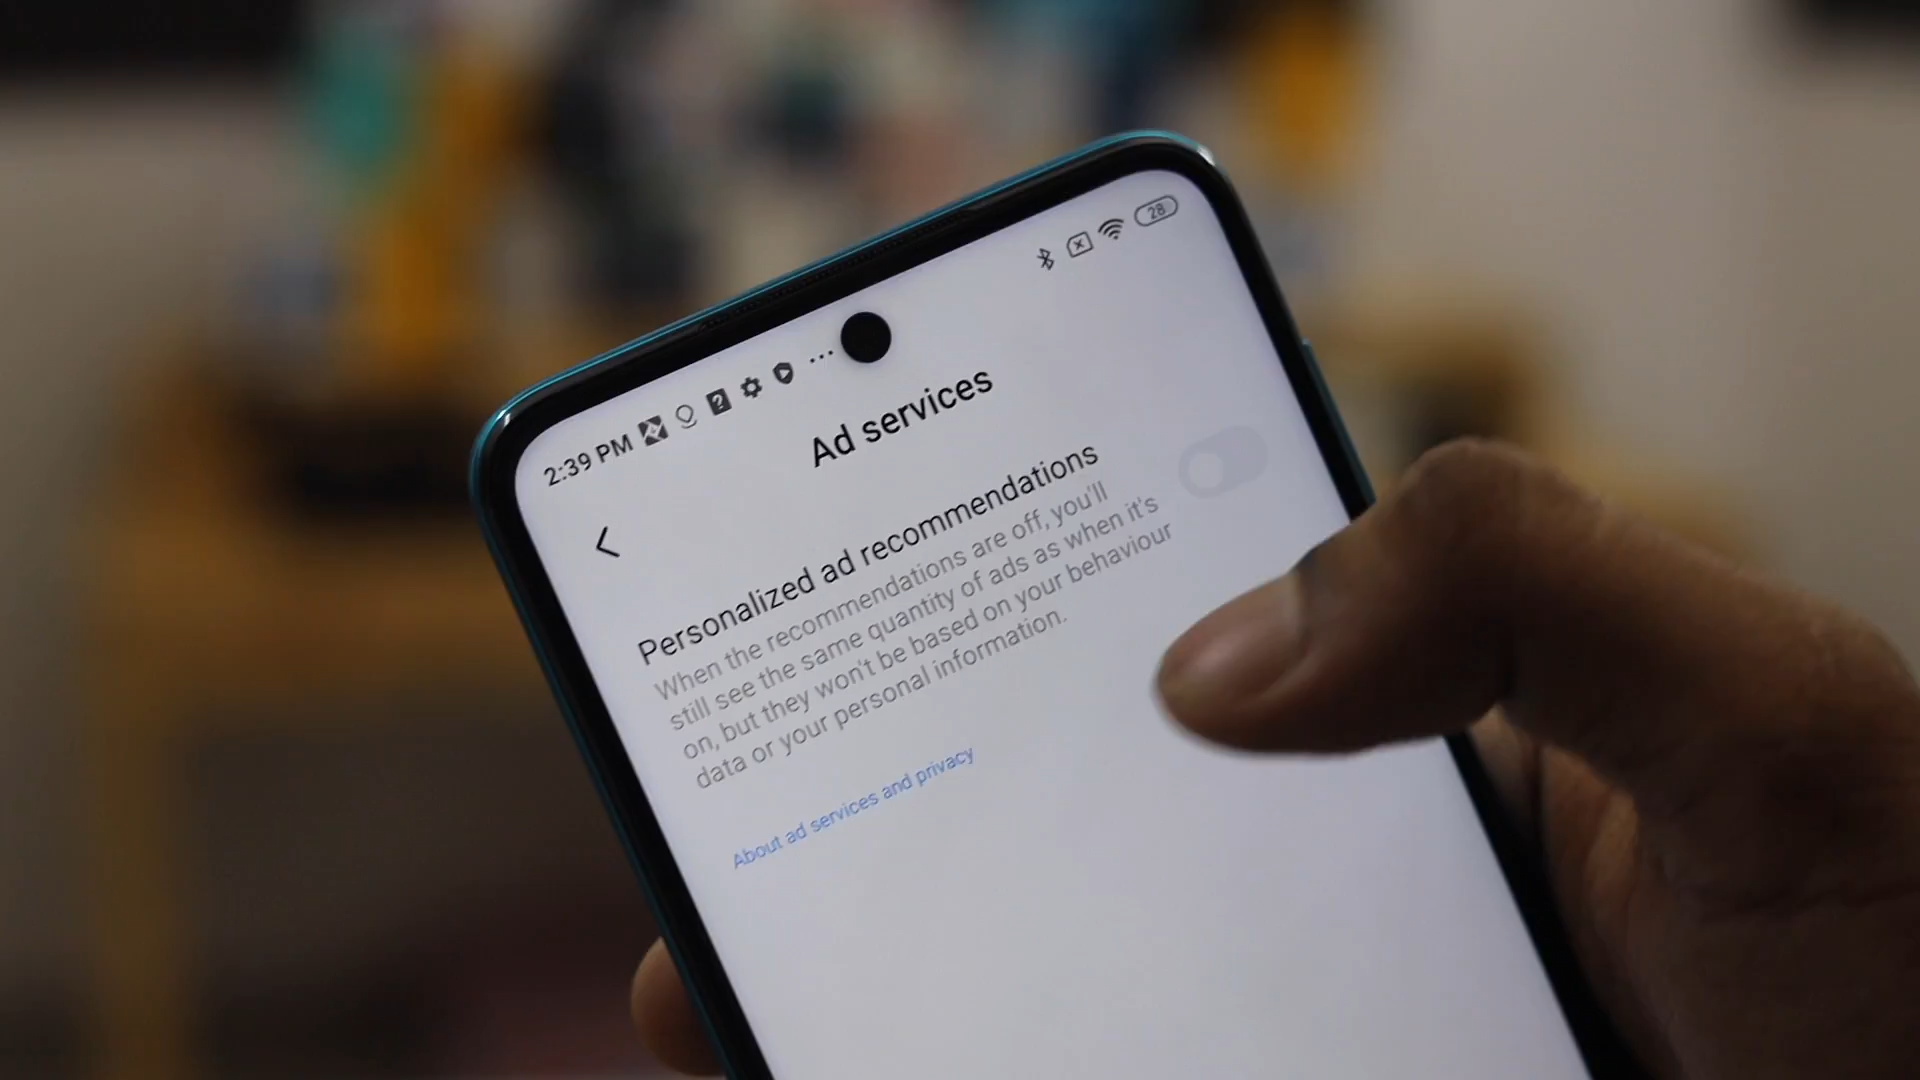 2:39 PM
28
Ad services
Personalized ad recommendations
When the recommendations are off, you'll
still see the same quantity of ads as when it's
on, but they won't be based on your behaviour
data or your personal information.
About ad services and privacy